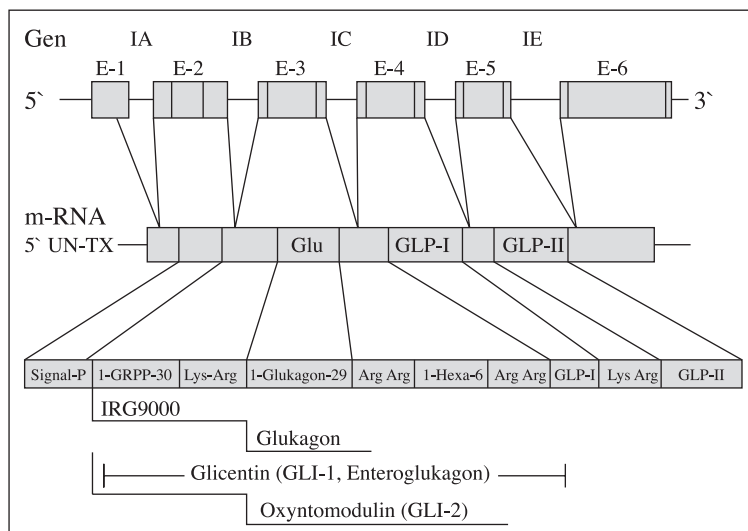 Gen IA IB IC ID IE
E-1 E-2 E-3 E-4 E-5 E-6
5` 3`
m-RNA
5` UN-TX Glu GLP-I GLP-II
Signal-P 1-GRPP-30 Lys-Arg 1-Glukagon-29 Arg Arg 1-Hexa-6 Arg Arg GLP-I Lys Arg GLP-II
IRG9000
Glukagon
Glicentin (GLI-1, Enteroglukagon)
Oxyntomodulin (GLI-2)